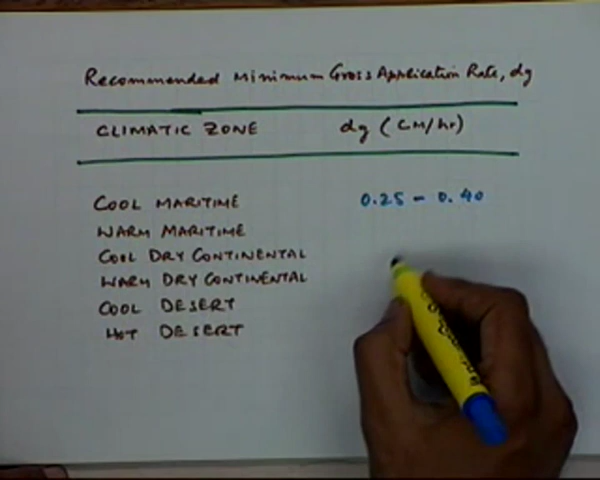 Recommended Minimum Gross Application Rate, dg
CLIMATIC ZONE dg (CM/hr)
COOL MARITIME 0.25 - 0.40
WARM MARITIME
COOL DRY CONTINENTAL
WARM DRY CONTINENTAL
COOL DESERT
HOT DESERT